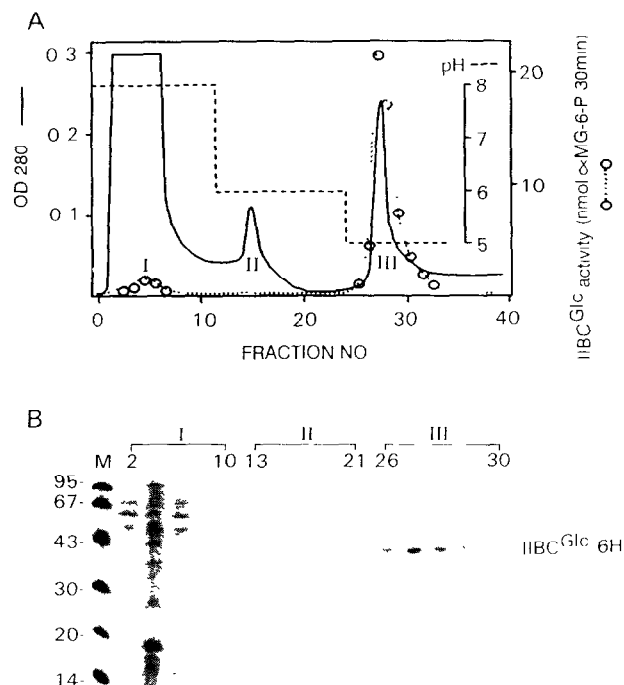 A
0 3
0 2
0 1
OD 280
pH
8
7
6
5
20
10
IIBC^Glc activity (nmol αMG-6-P 30min)
I
II
III
0
10
20
30
40
FRACTION NO
B
I
II
III
M
2
10
13
21
26
30
95-
67-
43-
30-
20-
14-
IIBC^Glc 6H